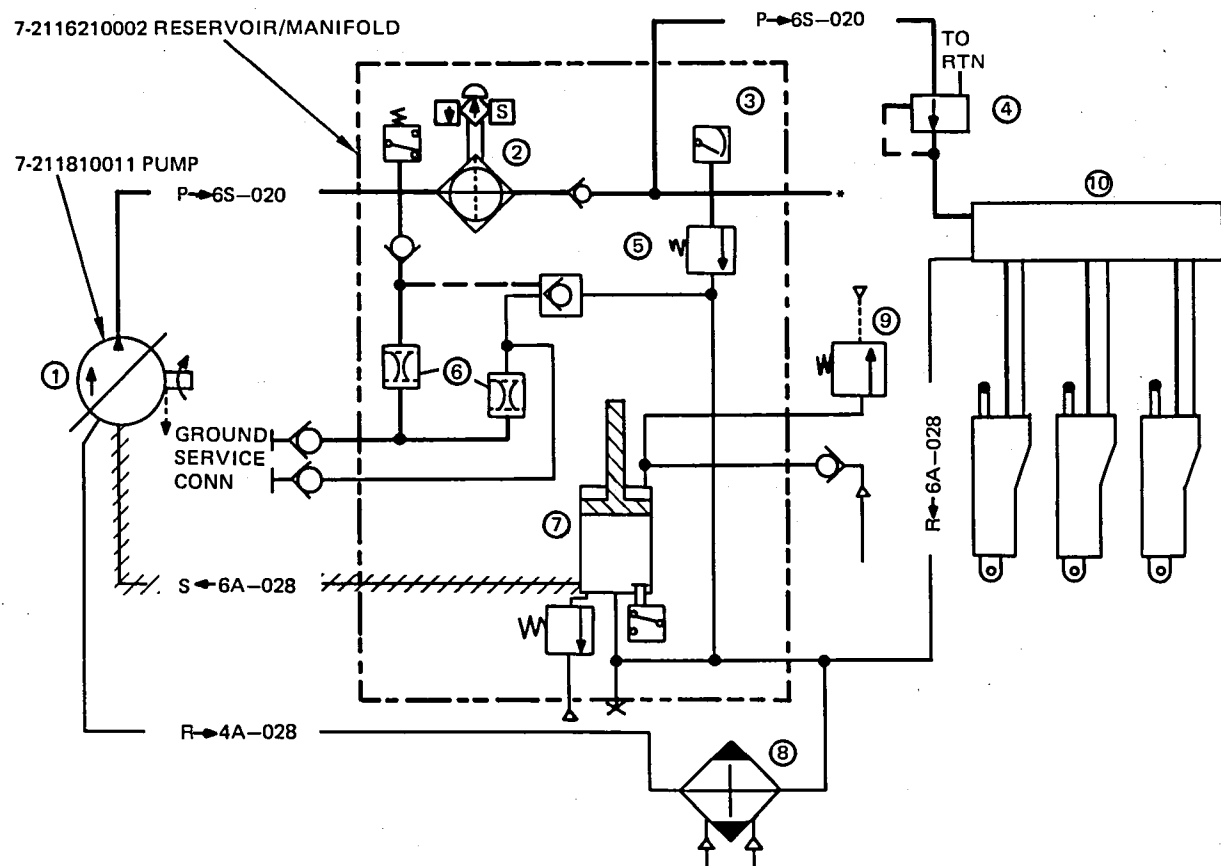 7-2116210002 RESERVOIR/MANIFOLD
P→6S-020
TO
RTN
3
4
S
2
7-211810011 PUMP
P→6S-020
*
10
5
9
1
6
GROUND
SERVICE
CONN
R→6A-028
7
S←6A-028
R→4A-028
8